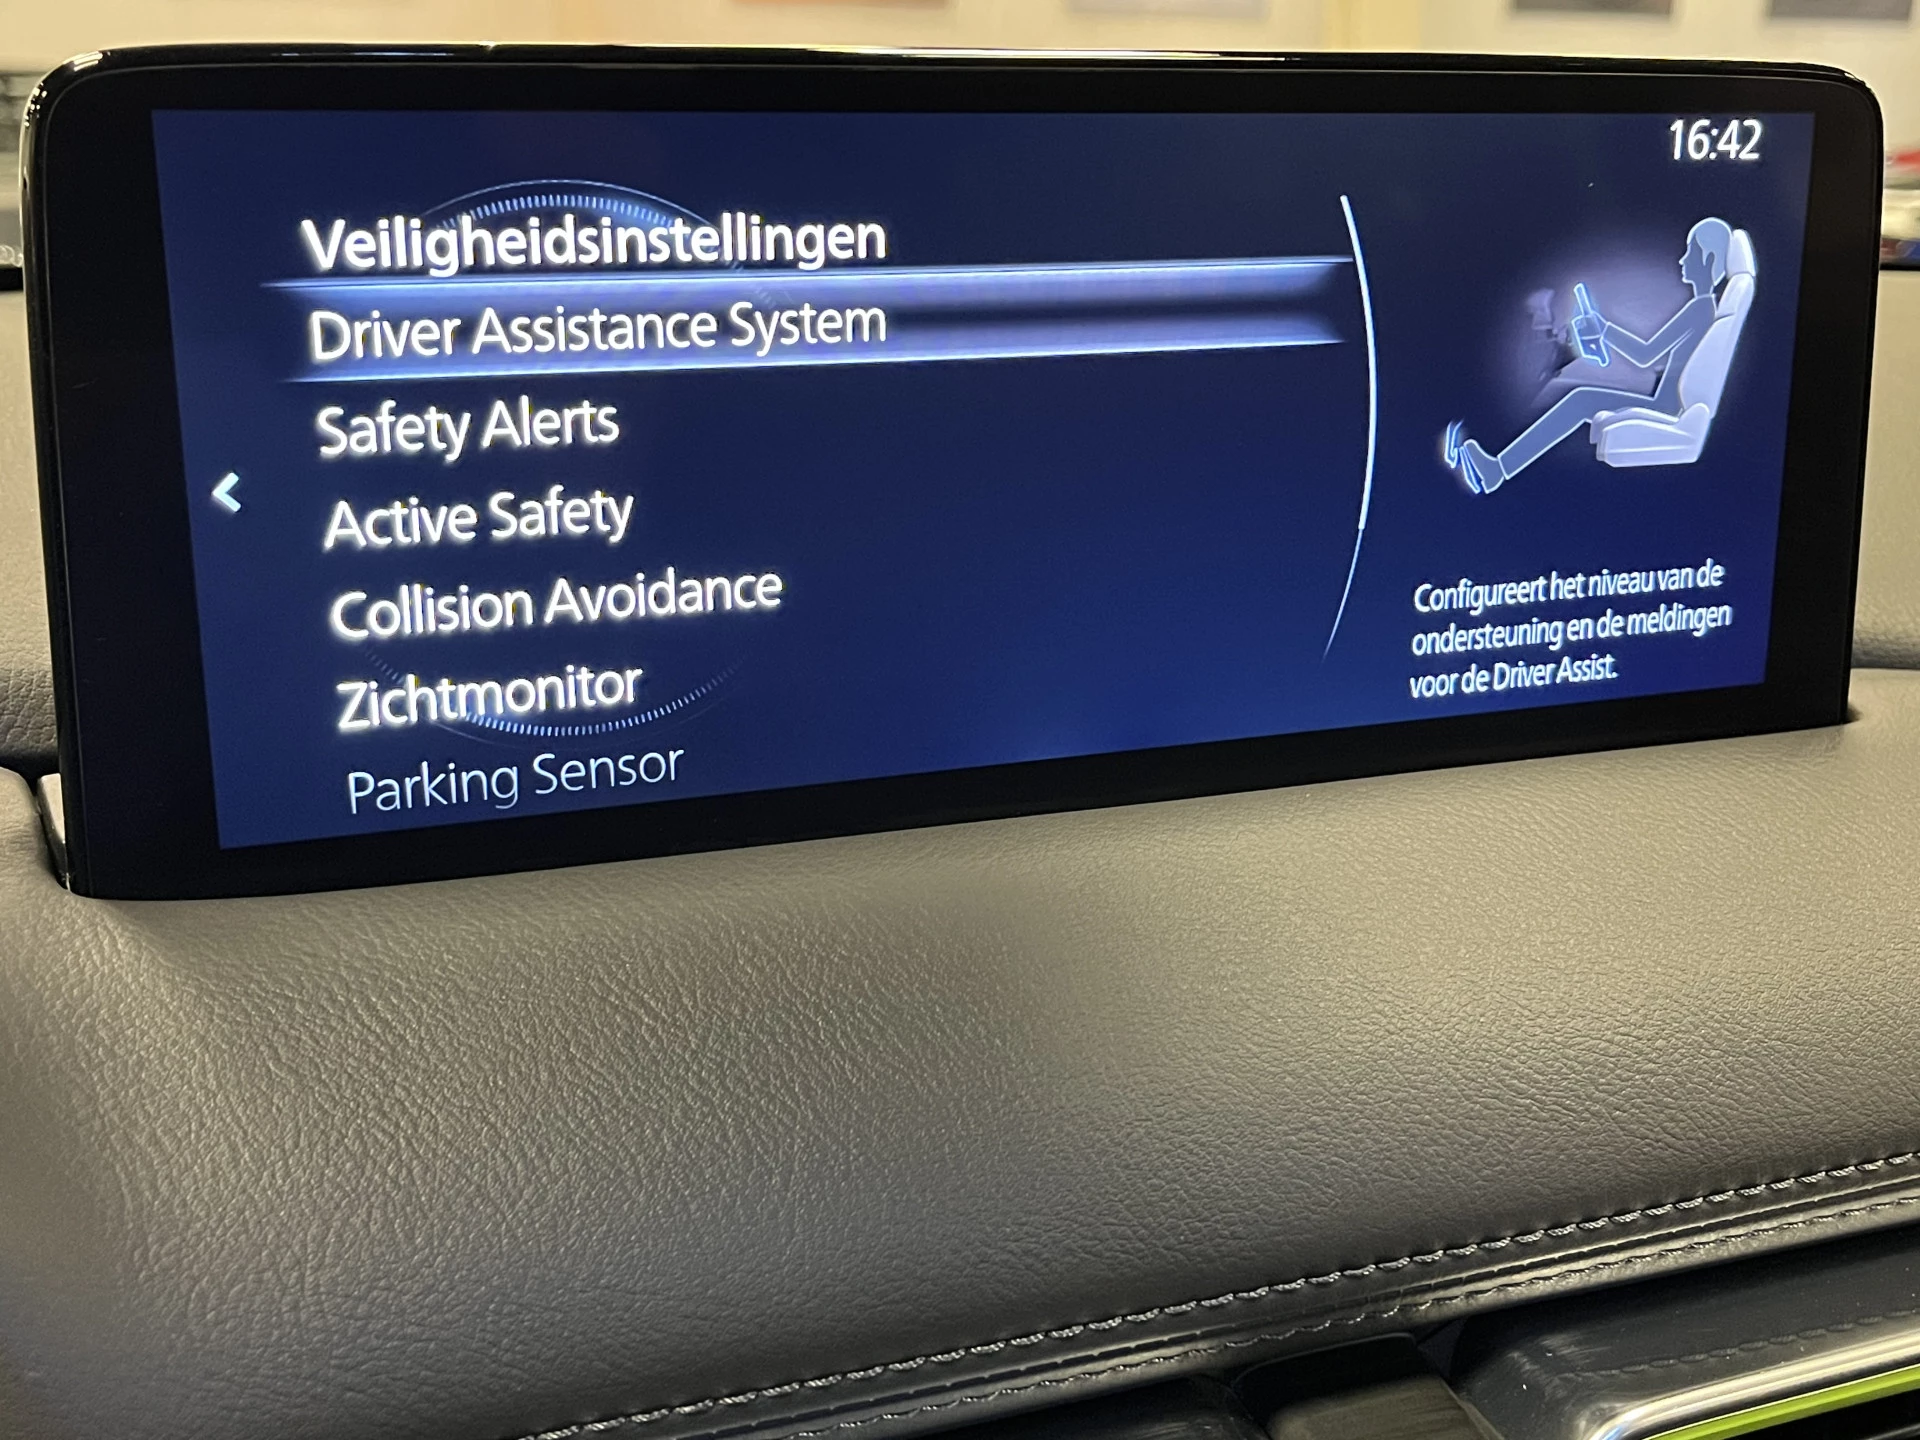 16:42
Veiligheidsinstellingen
Driver Assistance System
Safety Alerts
Active Safety
Collision Avoidance
Zichtmonitor
Parking Sensor
Configureert het niveau van de
ondersteuning en de meldingen
voor de Driver Assist.